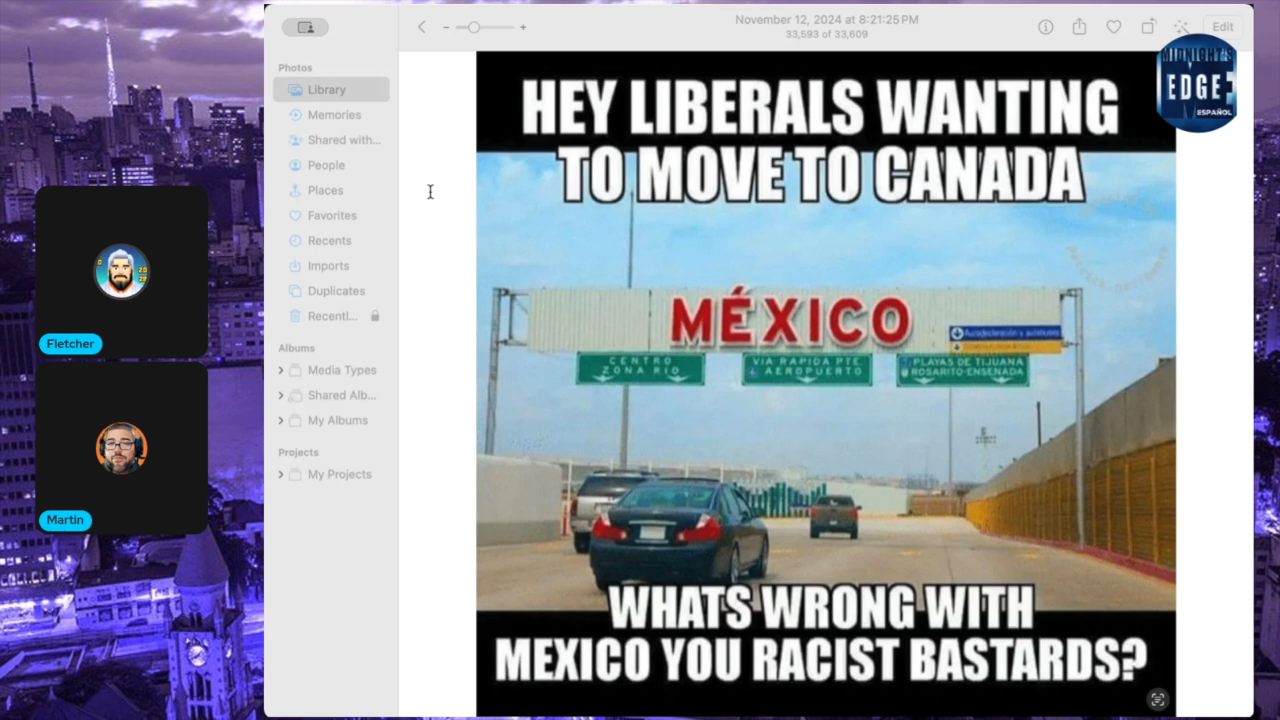 November 12, 2024 at 8:21:25 PM
33,593 of 33,609
Edit
MIDNIGHT'S
EDGE
ESPAÑOL
Photos
Library
Memories
Shared with...
People
Places
Favorites
Recents
Imports
Duplicates
Recentl...
Albums
Media Types
Shared Alb...
My Albums
Projects
My Projects
Fletcher
Martin
HEY LIBERALS WANTING
TO MOVE TO CANADA
MÉXICO
CENTRO
ZONA RIO
VIA RAPIDA PTE.
AEROPUERTO
PLAYAS DE TIJUANA
ROSARITO-ENSENADA
WHATS WRONG WITH
MEXICO YOU RACIST BASTARDS?